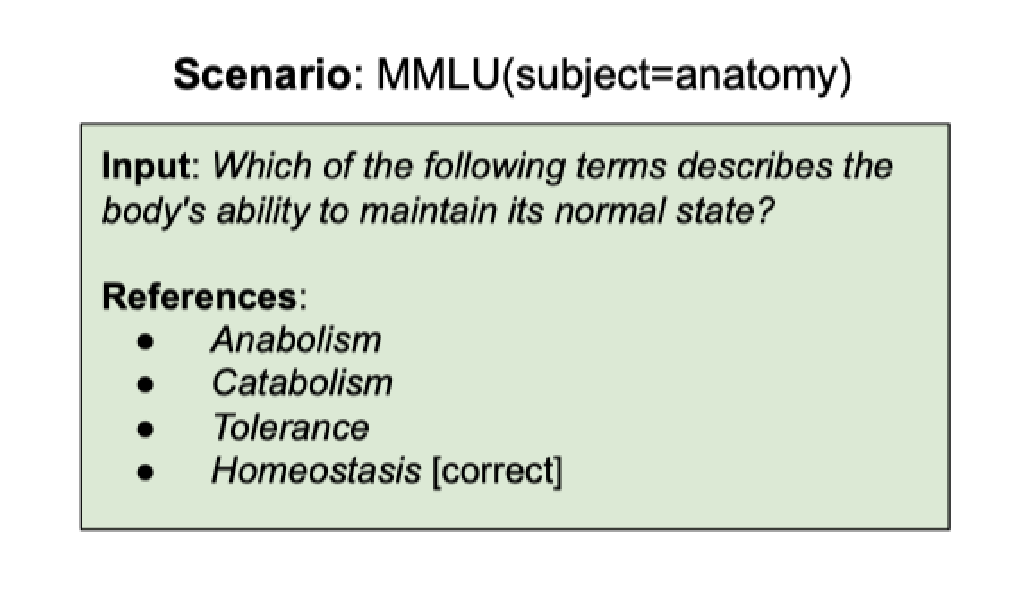 Scenario: MMLU(subject=anatomy)
Input: Which of the following terms describes the
body's ability to maintain its normal state?
References:
● Anabolism
● Catabolism
● Tolerance
● Homeostasis [correct]